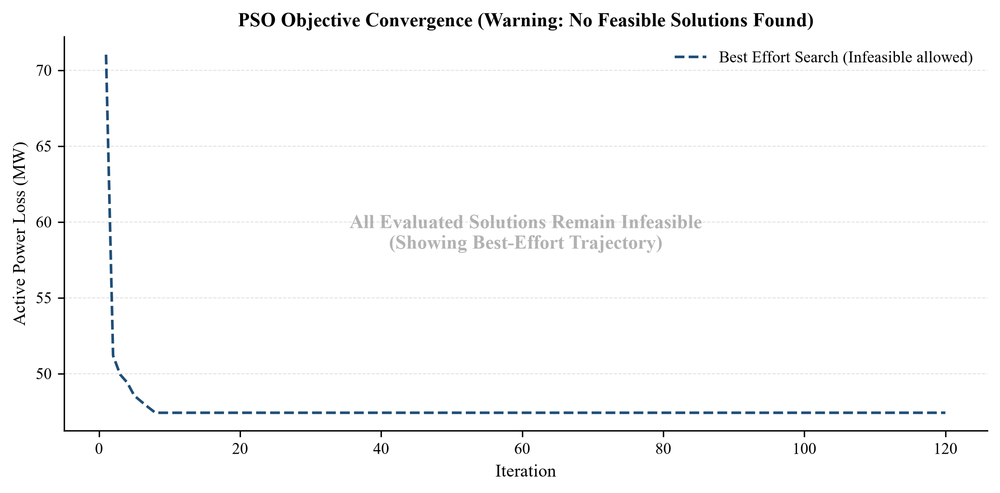 PSO Objective Convergence (Warning: No Feasible Solutions Found)
Best Effort Search (Infeasible allowed)
Active Power Loss (MW)
70
65
60
55
50
All Evaluated Solutions Remain Infeasible
(Showing Best-Effort Trajectory)
0 20 40 60 80 100 120
Iteration